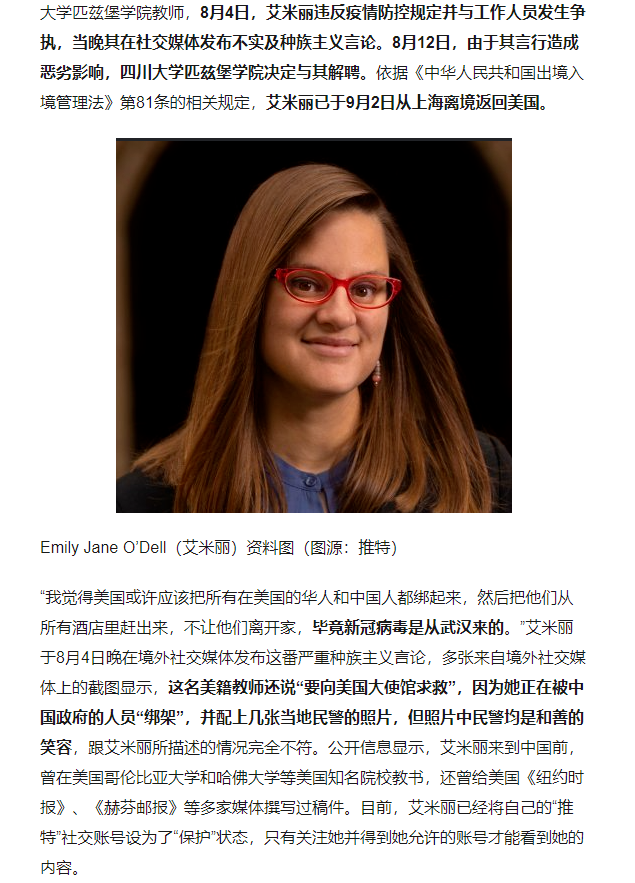 大学匹兹堡学院教师，8月4日，艾米丽违反疫情防控规定并与工作人员发生争
执，当晚其在社交媒体发布不实及种族主义言论。8月12日，由于其言行造成
恶劣影响，四川大学匹兹堡学院决定与其解聘。依据《中华人民共和国出境入
境管理法》第81条的相关规定，艾米丽已于9月2日从上海离境返回美国。
Emily Jane O’Dell（艾米丽）资料图（图源：推特）
“我觉得美国或许应该把所有在美国的华人和中国人都绑起来，然后把他们从
所有酒店里赶出来，不让他们离开家，毕竟新冠病毒是从武汉来的。”艾米丽
于8月4日晚在境外社交媒体发布这番严重种族主义言论，多张来自境外社交媒
体上的截图显示，这名美籍教师还说“要向美国大使馆求救”，因为她正在被中
国政府的人员“绑架”，并配上几张当地民警的照片，但照片中民警均是和善的
笑容，跟艾米丽所描述的情况完全不符。公开信息显示，艾米丽来到中国前，
曾在美国哥伦比亚大学和哈佛大学等美国知名院校教书，还曾给美国《纽约时
报》、《赫芬邮报》等多家媒体撰写过稿件。目前，艾米丽已经将自己的“推
特”社交账号设为了“保护”状态，只有关注她并得到她允许的账号才能看到她的
内容。